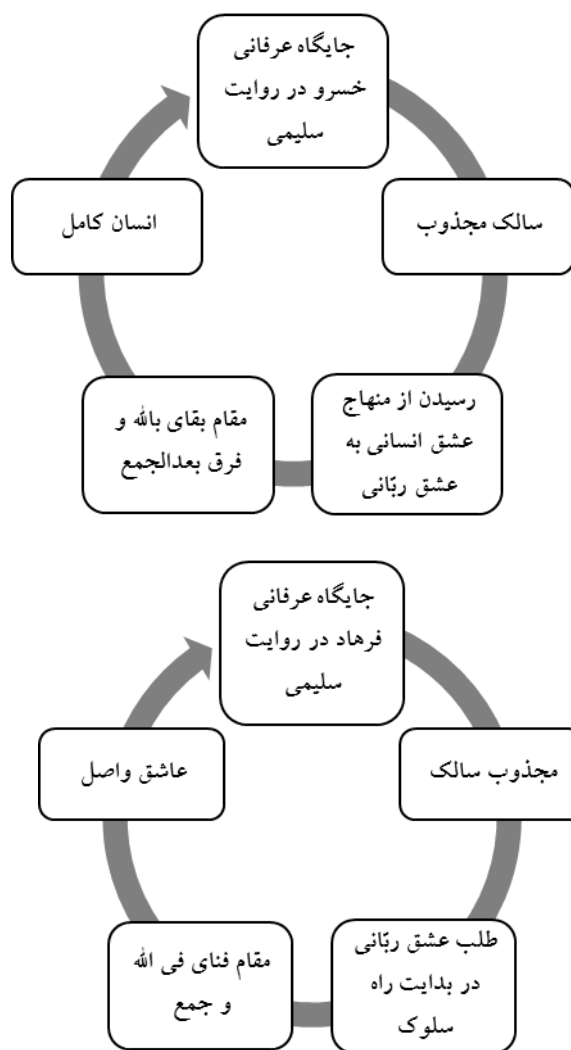 جایگاه عرفانی
خسرو در روایت
سلیمی
سالک مجذوب
رسیدن از منهاج
عشق انسانی به
عشق ربّانی
مقام بقای بالله و
فرق بعدالجمع
انسان کامل
جایگاه عرفانی
فرهاد در روایت
سلیمی
مجذوب سالک
طلب عشق ربّانی
در بدایت راه
سلوک
مقام فنای فی الله
و جمع
عاشق واصل